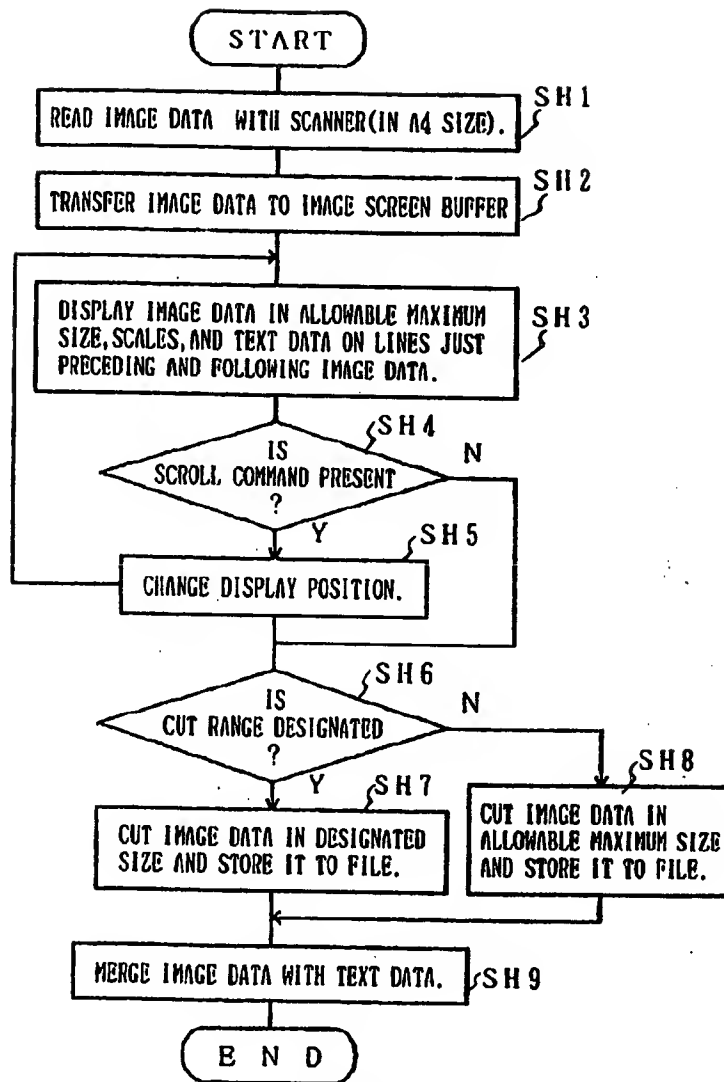 START
READ IMAGE DATA WITH SCANNER(IN A4 SIZE).
SH1
TRANSFER IMAGE DATA TO IMAGE SCREEN BUFFER
SH2
DISPLAY IMAGE DATA IN ALLOWABLE MAXIMUM
SIZE, SCALES, AND TEXT DATA ON LINES JUST
PRECEDING AND FOLLOWING IMAGE DATA.
SH3
SH4
IS
SCROLL COMMAND PRESENT
?
N
Y
SH5
CHANGE DISPLAY POSITION.
SH6
IS
CUT RANGE DESIGNATED
?
N
Y
SH7
CUT IMAGE DATA IN DESIGNATED
SIZE AND STORE IT TO FILE.
SH8
CUT IMAGE DATA IN
ALLOWABLE MAXIMUM SIZE
AND STORE IT TO FILE.
MERGE IMAGE DATA WITH TEXT DATA.
SH9
END